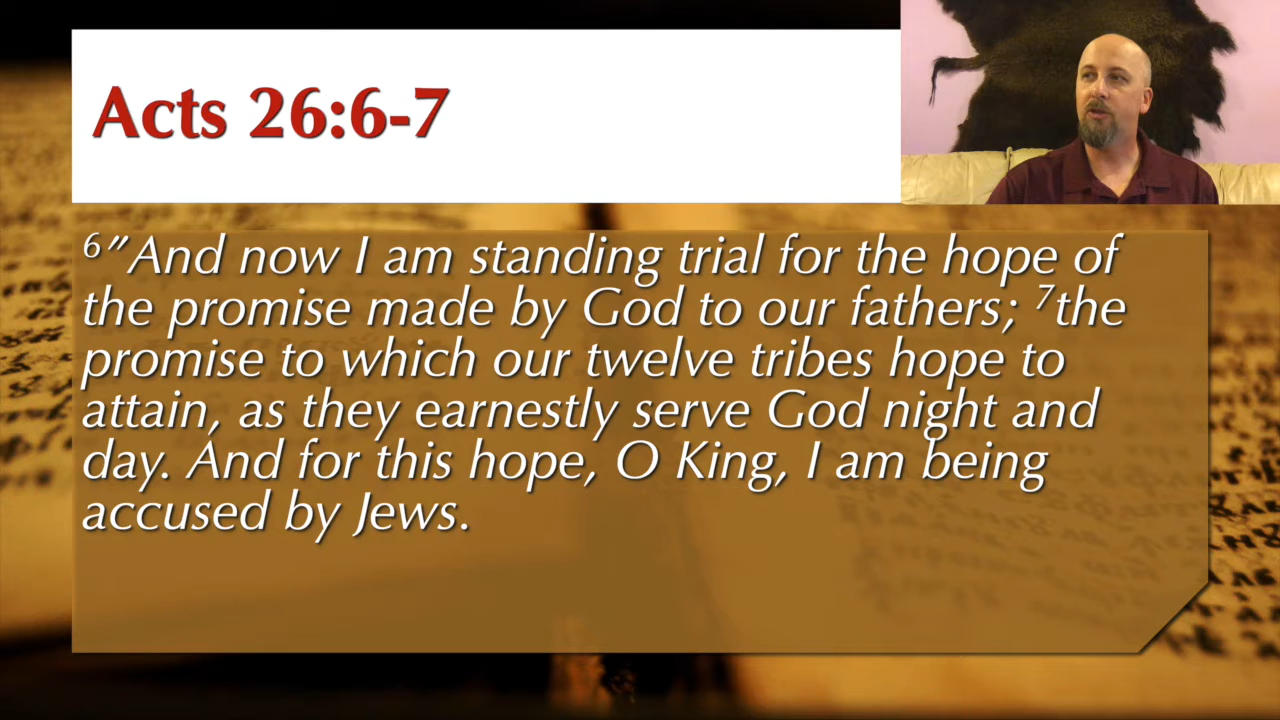 Acts 26:6-7
⁶"And now I am standing trial for the hope of
the promise made by God to our fathers; ⁷the
promise to which our twelve tribes hope to
attain, as they earnestly serve God night and
day. And for this hope, O King, I am being
accused by Jews.